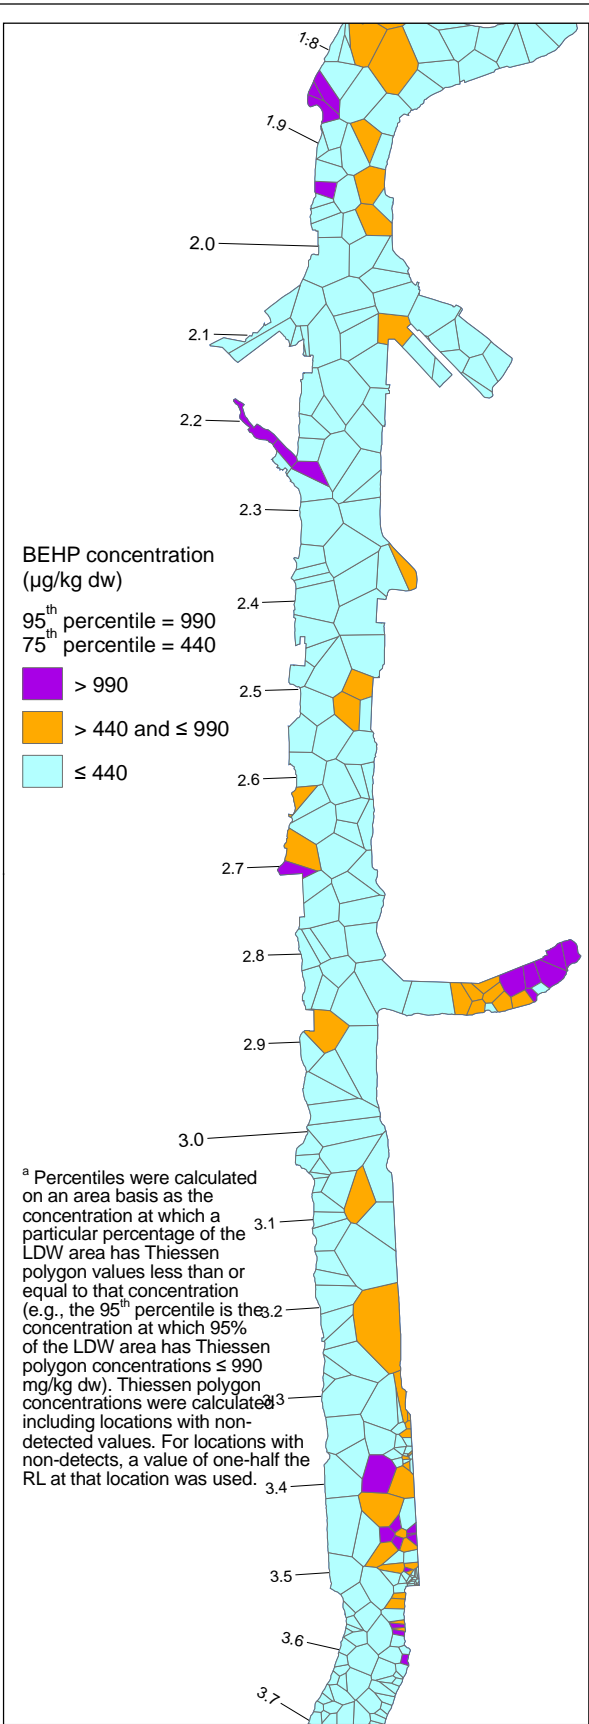 1.8
1.9
2.0
2.1
2.2
2.3
BEHP concentration
(µg/kg dw)
95th percentile = 990
75th percentile = 440
> 990
> 440 and ≤ 990
≤ 440
2.4
2.5
2.6
2.7
2.8
2.9
3.0
a Percentiles were calculated
on an area basis as the
concentration at which a
particular percentage of the
LDW area has Thiessen
polygon values less than or
equal to that concentration
(e.g., the 95th percentile is the
concentration at which 95%
of the LDW area has Thiessen
polygon concentrations ≤ 990
mg/kg dw). Thiessen polygon
concentrations were calculated
including locations with non-
detected values. For locations with
non-detects, a value of one-half the
RL at that location was used.
3.1
3.2
3.3
3.4
3.5
3.6
3.7